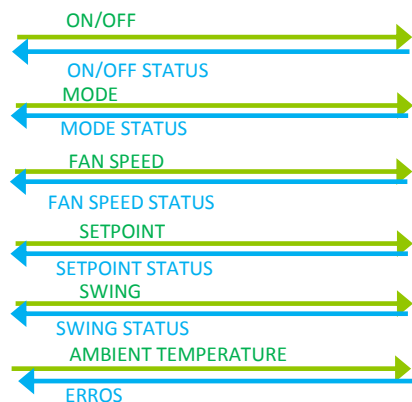 ON/OFF
ON/OFF STATUS
MODE
MODE STATUS
FAN SPEED
FAN SPEED STATUS
SETPOINT
SETPOINT STATUS
SWING
SWING STATUS
AMBIENT TEMPERATURE
ERROS